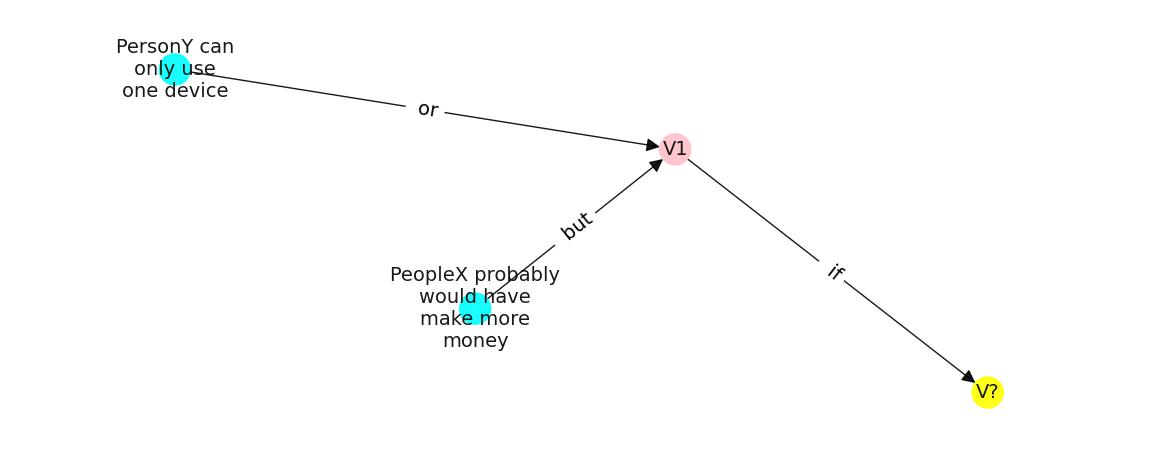 PersonY can
only use
one device
or
V1
but
PeopleX probably
would have
make more
money
if
V?